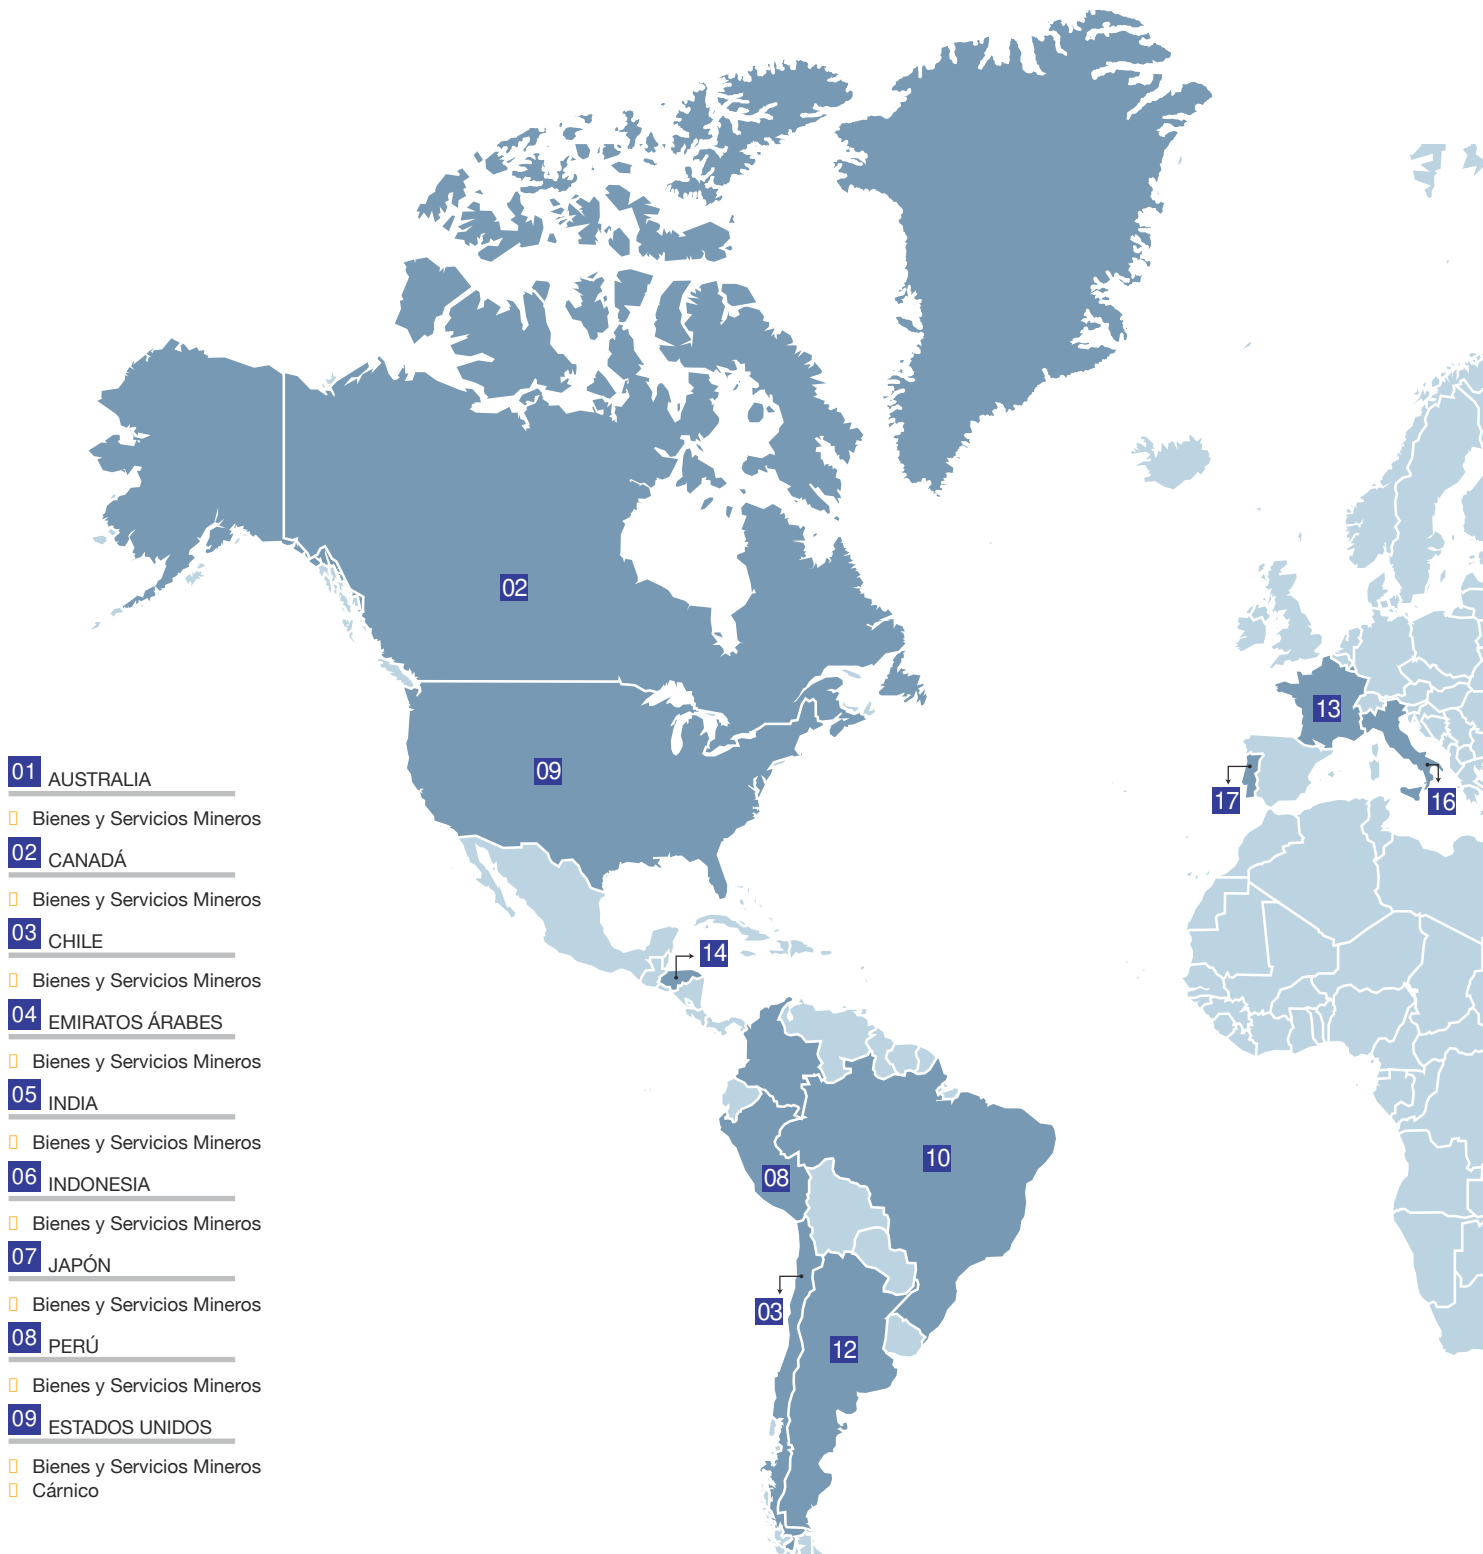 01 AUSTRALIA
Bienes y Servicios Mineros
02 CANADÁ
Bienes y Servicios Mineros
03 CHILE
Bienes y Servicios Mineros
04 EMIRATOS ÁRABES
Bienes y Servicios Mineros
05 INDIA
Bienes y Servicios Mineros
06 INDONESIA
Bienes y Servicios Mineros
07 JAPÓN
Bienes y Servicios Mineros
08 PERÚ
Bienes y Servicios Mineros
09 ESTADOS UNIDOS
Bienes y Servicios Mineros
Cárnico
02
09
13
17
16
14
10
08
03
12